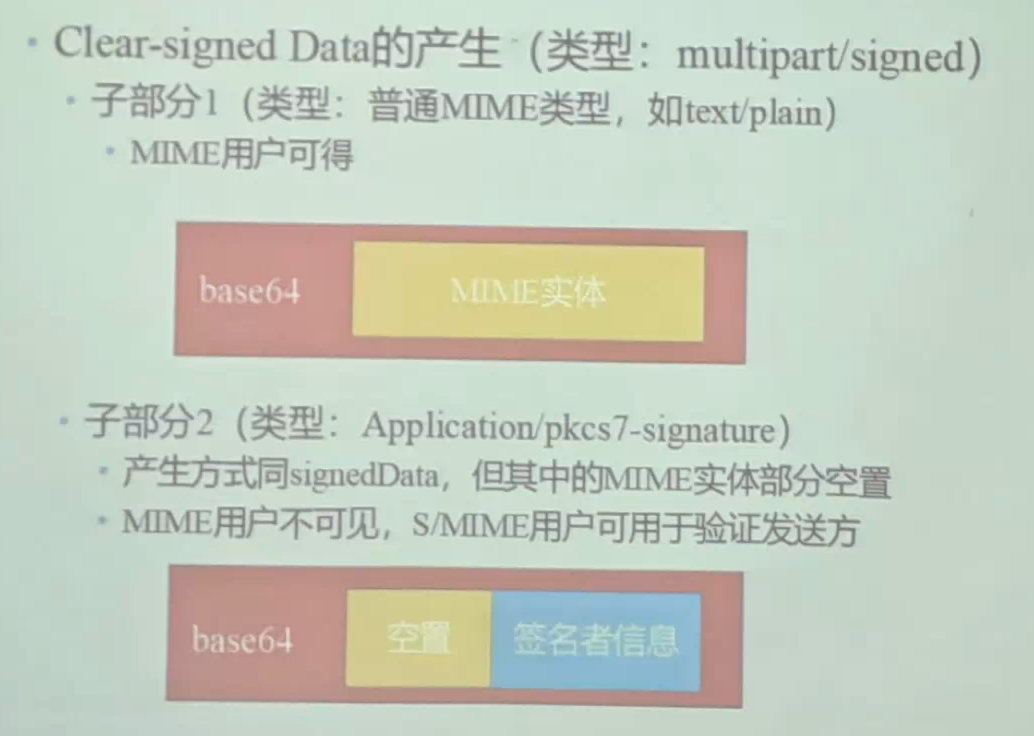 Clear-signed Data的产生（类型：multipart/signed）
子部分1（类型：普通MIME类型，如text/plain）
MIME用户可得
base64 MIME实体
子部分2（类型：Application/pkcs7-signature）
产生方式同signedData，但其中的MIME实体部分空置
MIME用户不可见，S/MIME用户可用于验证发送方
base64 空置 签名者信息